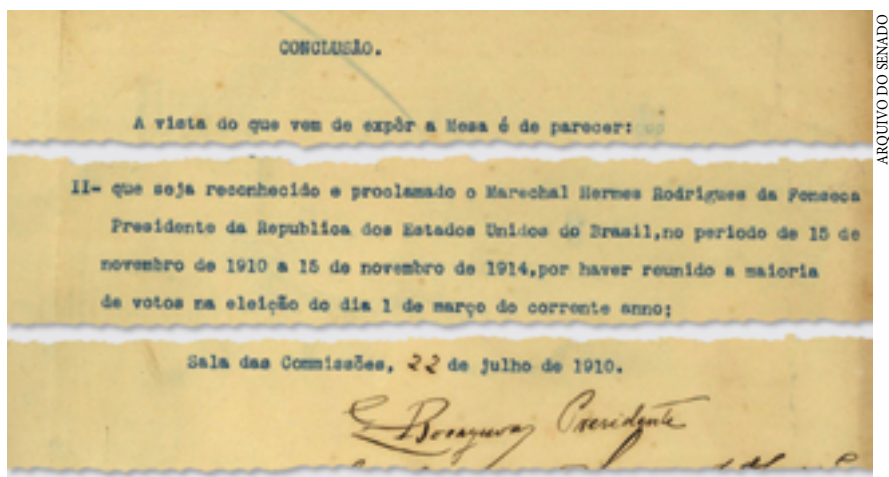 CONCLUSÃO.
A vista do que vem de expôr a Mesa é de parecer:
II- que seja reconhecido e proclamado o Marechal Hermes Rodrigues da Fonseca
Presidente da Republica dos Estados Unidos do Brasil,no periodo de 15 de
novembro de 1910 a 15 de novembro de 1914,por haver reunido a maioria
de votos na eleição do dia 1 de março do corrente anno;
Sala das Commissões, 22 de julho de 1910.
Bocayuva Presidente
ARQUIVO DO SENADO